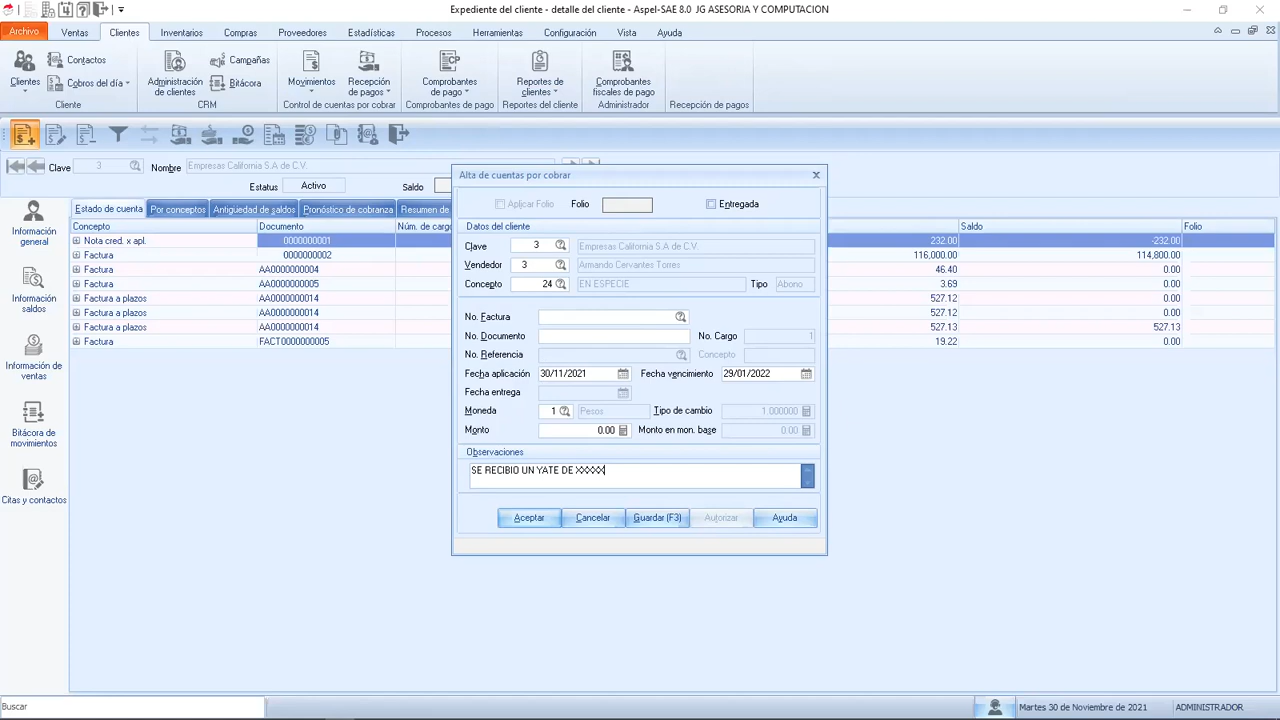 Expediente del cliente - detalle del cliente - Aspel-SAE 8.0 JO ASESORIA Y COMPUTACION
Archivo Ventas Clientes Inventarios Compras Proveedores Estadísticas Procesos Herramientas Configuración Vista Ayuda
Clientes
Contactos
Cobros del día
Cliente
Administración de clientes
Campañas
Bitácora
CRM
Movimientos
Recepción de pagos
Control de cuentas por cobrar
Comprobantes de pago
Comprobantes de pago
Reportes de clientes
Reportes del cliente
Comprobantes fiscales de pago
Administrador
Recepción de pagos
Clave 3 Nombre Empresas California S.A de C.V.
Estatus Activo Saldo
Estado de cuenta Por conceptos Antigüedad de saldos Pronóstico de cobranza Resumen de
Concepto Documento Núm. de cargo Saldo Folio
Nota cred. x apl. 0000000001 232.00 -232.00
Factura 0000000002 116,000.00 114,800.00
Factura AA0000000004 46.40 0.00
Factura AA0000000005 3.69 0.00
Factura a plazos AA0000000014 527.12 0.00
Factura a plazos AA0000000014 527.12 0.00
Factura a plazos AA0000000014 527.13 527.13
Factura FACT0000000005 19.22 0.00
Información general
Información saldos
Información de ventas
Bitácora de movimientos
Citas y contactos
Alta de cuentas por cobrar
Aplicar Folio Folio Entregada
Datos del cliente
Clave 3 Empresas California S.A de C.V.
Vendedor 3 Armando Cervantes Torres
Concepto 24 EN ESPECIE Tipo Abono
No. Factura
No. Documento No. Cargo 1
No. Referencia Concepto
Fecha aplicación 30/11/2021 Fecha vencimiento 29/01/2022
Fecha entrega
Moneda 1 Pesos Tipo de cambio 1.000000
Monto 0.00 Monto en mon. base 0.00
Observaciones
SE RECIBIO UN YATE DE XXXXX
Aceptar Cancelar Guardar (F3) Autorizar Ayuda
Buscar Martes 30 de Noviembre de 2021 ADMINISTRADOR